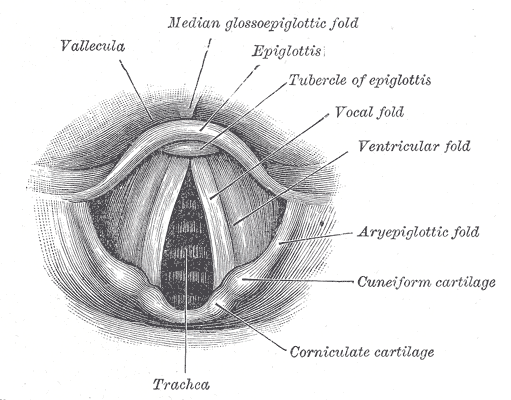 Median glossoepiglottic fold
Vallecula
Epiglottis
Tubercle of epiglottis
Vocal fold
Ventricular fold
Aryepiglottic fold
Cuneiform cartilage
Corniculate cartilage
Trachea